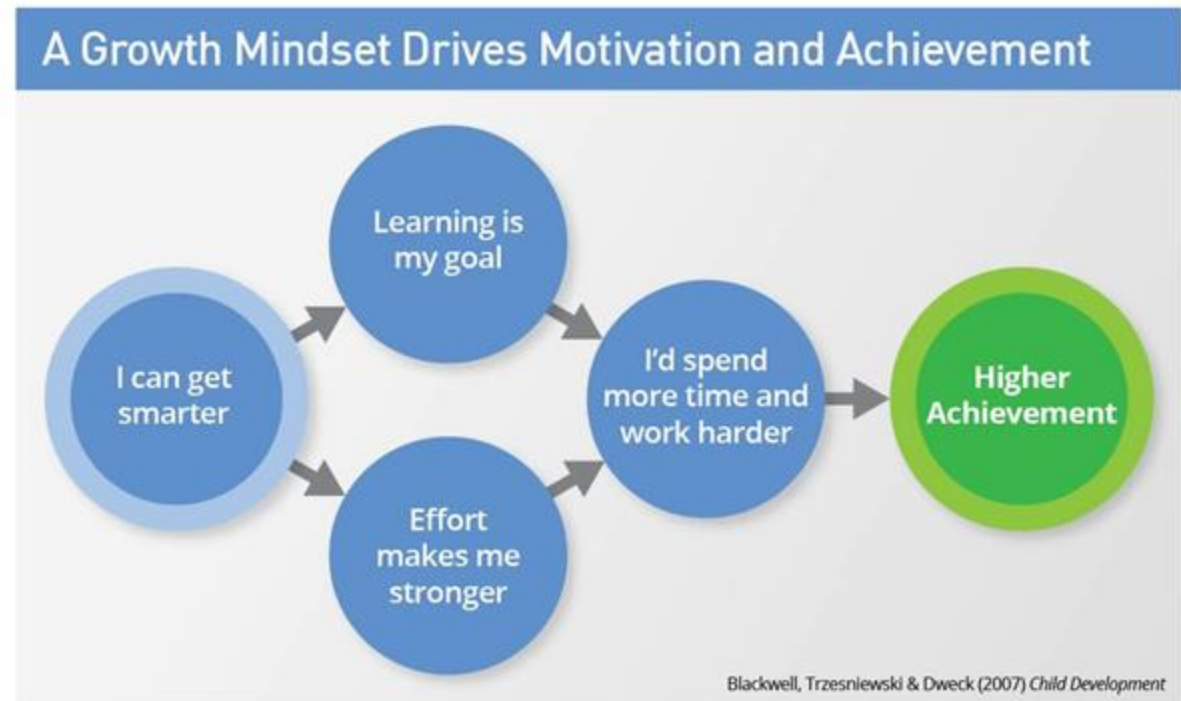 A Growth Mindset Drives Motivation and Achievement
Learning is
my goal
I can get
smarter
I'd spend
more time and
work harder
Higher
Achievement
Effort
makes me
stronger
Blackwell, Trzesniewski & Dweck (2007) Child Development